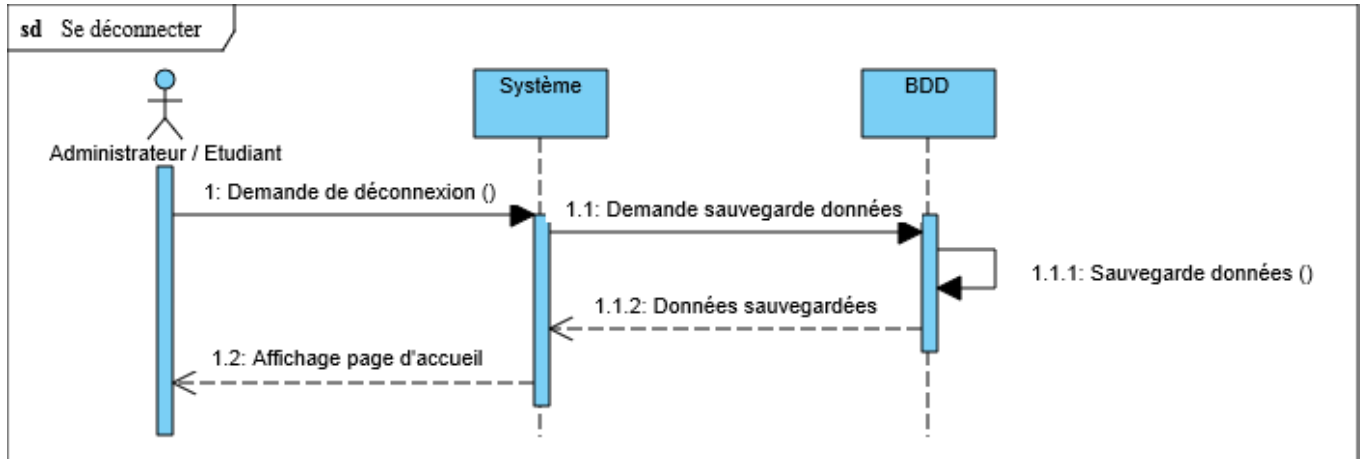 sd Se déconnecter
Système
BDD
Administrateur / Etudiant
1: Demande de déconnexion ()
1.1: Demande sauvegarde données
1.1.1: Sauvegarde données ()
1.1.2: Données sauvegardées
1.2: Affichage page d'accueil